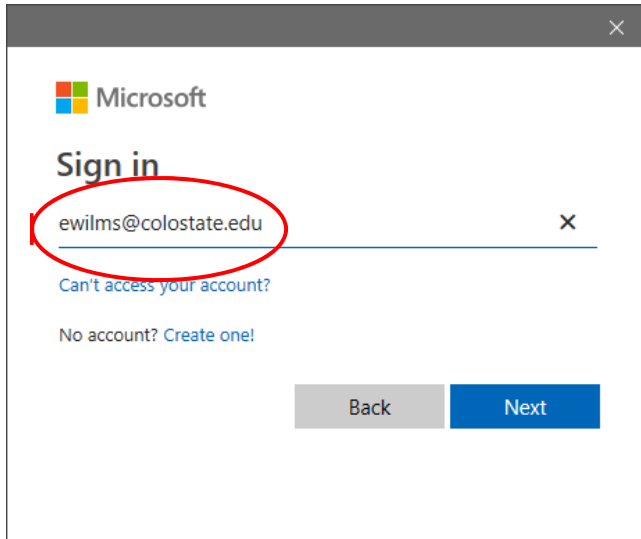 Microsoft
Sign in
ewilms@colostate.edu
Can't access your account?
No account? Create one!
Back Next